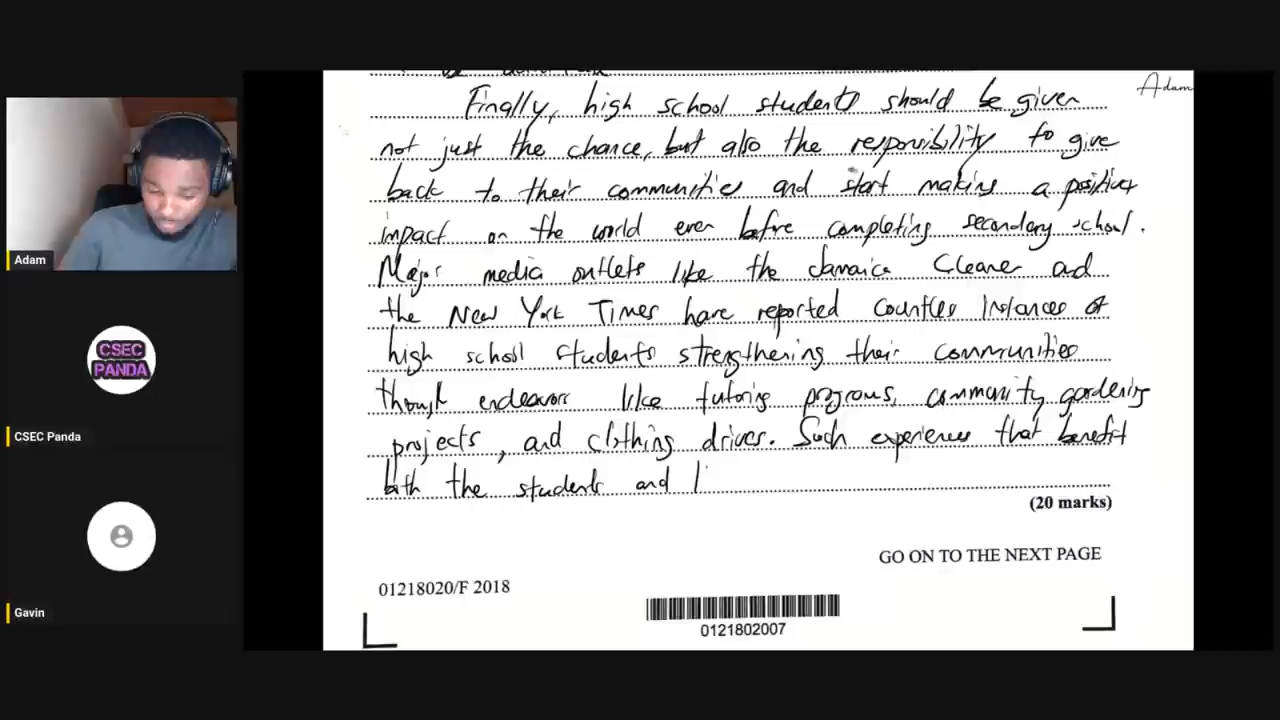 Adam
Finally, high school students should be given
not just the chance, but also the responsibility to give
back to their communities and start making a positive
impact on the world even before completing secondary school.
Major media outlets like the Jamaica Gleaner and
the New York Times have reported countless instances of
high school students strengthening their communities
through endeavors like tutoring programs, community gardening
projects, and clothing drives. Such experiences that benefit
both the students and
(20 marks)
GO ON TO THE NEXT PAGE
01218020/F 2018
0121802007
Adam
CSEC
PANDA
CSEC Panda
Gavin